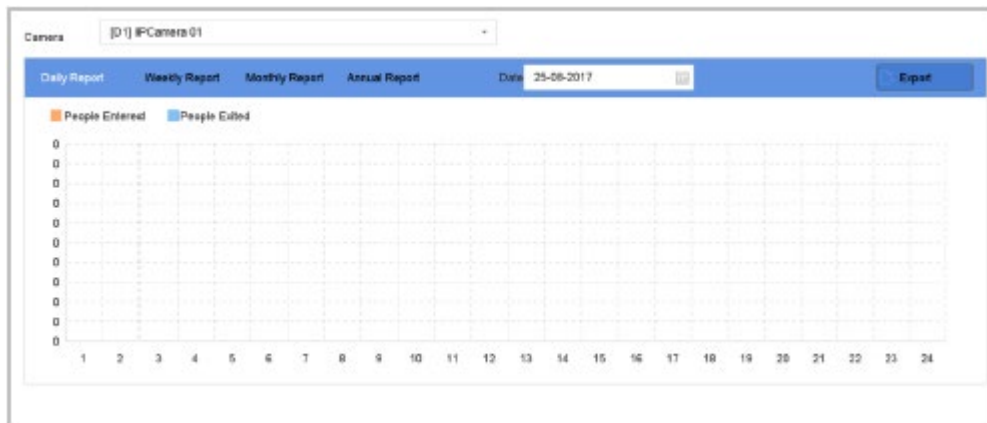 Camera [D1] IPCamera 01
Daily Report Weekly Report Monthly Report Annual Report Date 25-08-2017 Export
People Entered People Exited
0
0
0
0
0
0
0
0
0
0
0
1 2 3 4 5 6 7 8 9 10 11 12 13 14 15 16 17 18 19 20 21 22 23 24